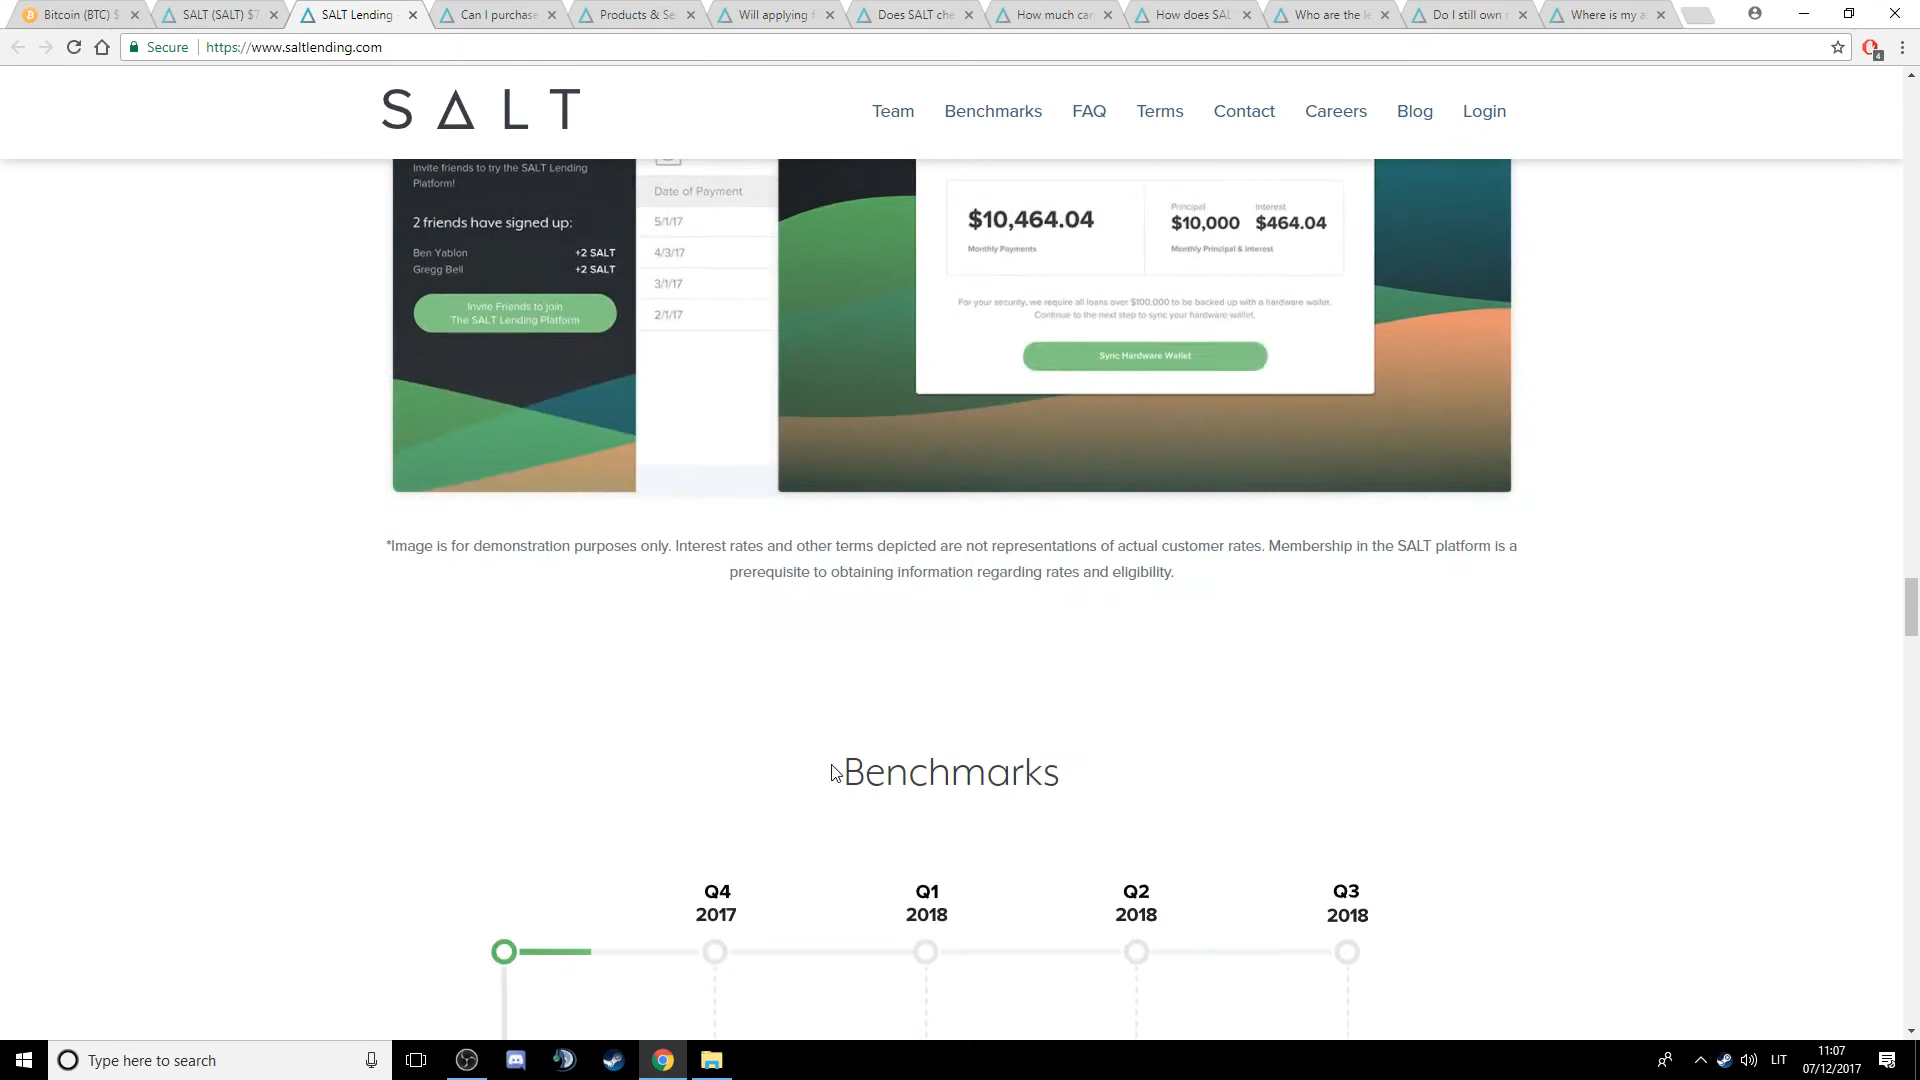 Bitcoin (BTC) $
SALT (SALT) $7
SALT Lending
Can I purchase
Products & Se
Will applying f
Does SALT che
How much can
How does SAL
Who are the le
Do I still own
Where is my a
Secure
https://www.saltlending.com
4
SALT
Team
Benchmarks
FAQ
Terms
Contact
Careers
Blog
Login
Invite friends to try the SALT Lending
Platform!
2 friends have signed up:
Ben Yablon +2 SALT
Gregg Bell +2 SALT
Invite Friends to join
The SALT Lending Platform
Date of Payment
5/1/17
4/3/17
3/1/17
2/1/17
$10,464.04
Monthly Payments
Principal Interest
$10,000 $464.04
Monthly Principal & Interest
For your security, we require all loans over $100,000 to be backed up with a hardware wallet.
Continue to the next step to sync your hardware wallet.
Sync Hardware Wallet
*Image is for demonstration purposes only. Interest rates and other terms depicted are not representations of actual customer rates. Membership in the SALT platform is a
prerequisite to obtaining information regarding rates and eligibility.
Benchmarks
Q4 Q1 Q2 Q3
2017 2018 2018 2018
Type here to search
LIT
11:07
07/12/2017